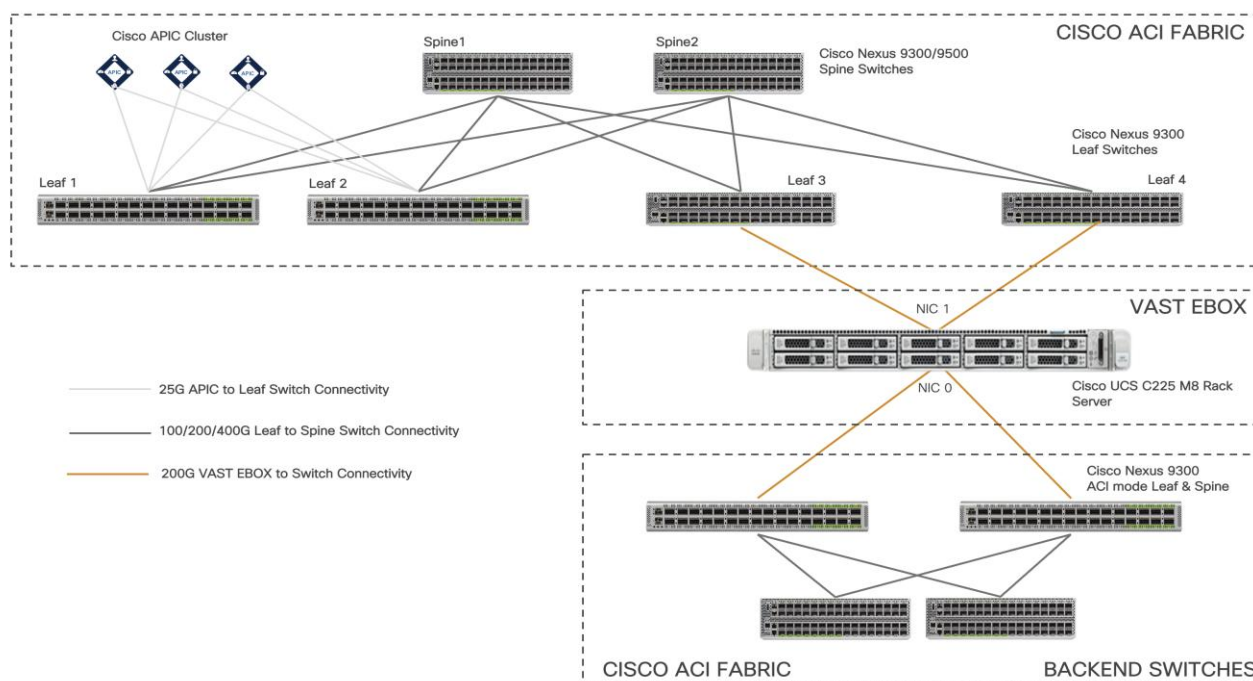 CISCO ACI FABRIC
Cisco APIC Cluster
Spine1
Spine2
Cisco Nexus 9300/9500
Spine Switches
APIC
APIC
APIC
Cisco Nexus 9300
Leaf Switches
Leaf 1
Leaf 2
Leaf 3
Leaf 4
VAST EBOX
NIC 1
25G APIC to Leaf Switch Connectivity
NIC 0
Cisco UCS C225 M8 Rack
Server
100/200/400G Leaf to Spine Switch Connectivity
200G VAST EBOX to Switch Connectivity
Cisco Nexus 9300
ACI mode Leaf & Spine
CISCO ACI FABRIC
BACKEND SWITCHES